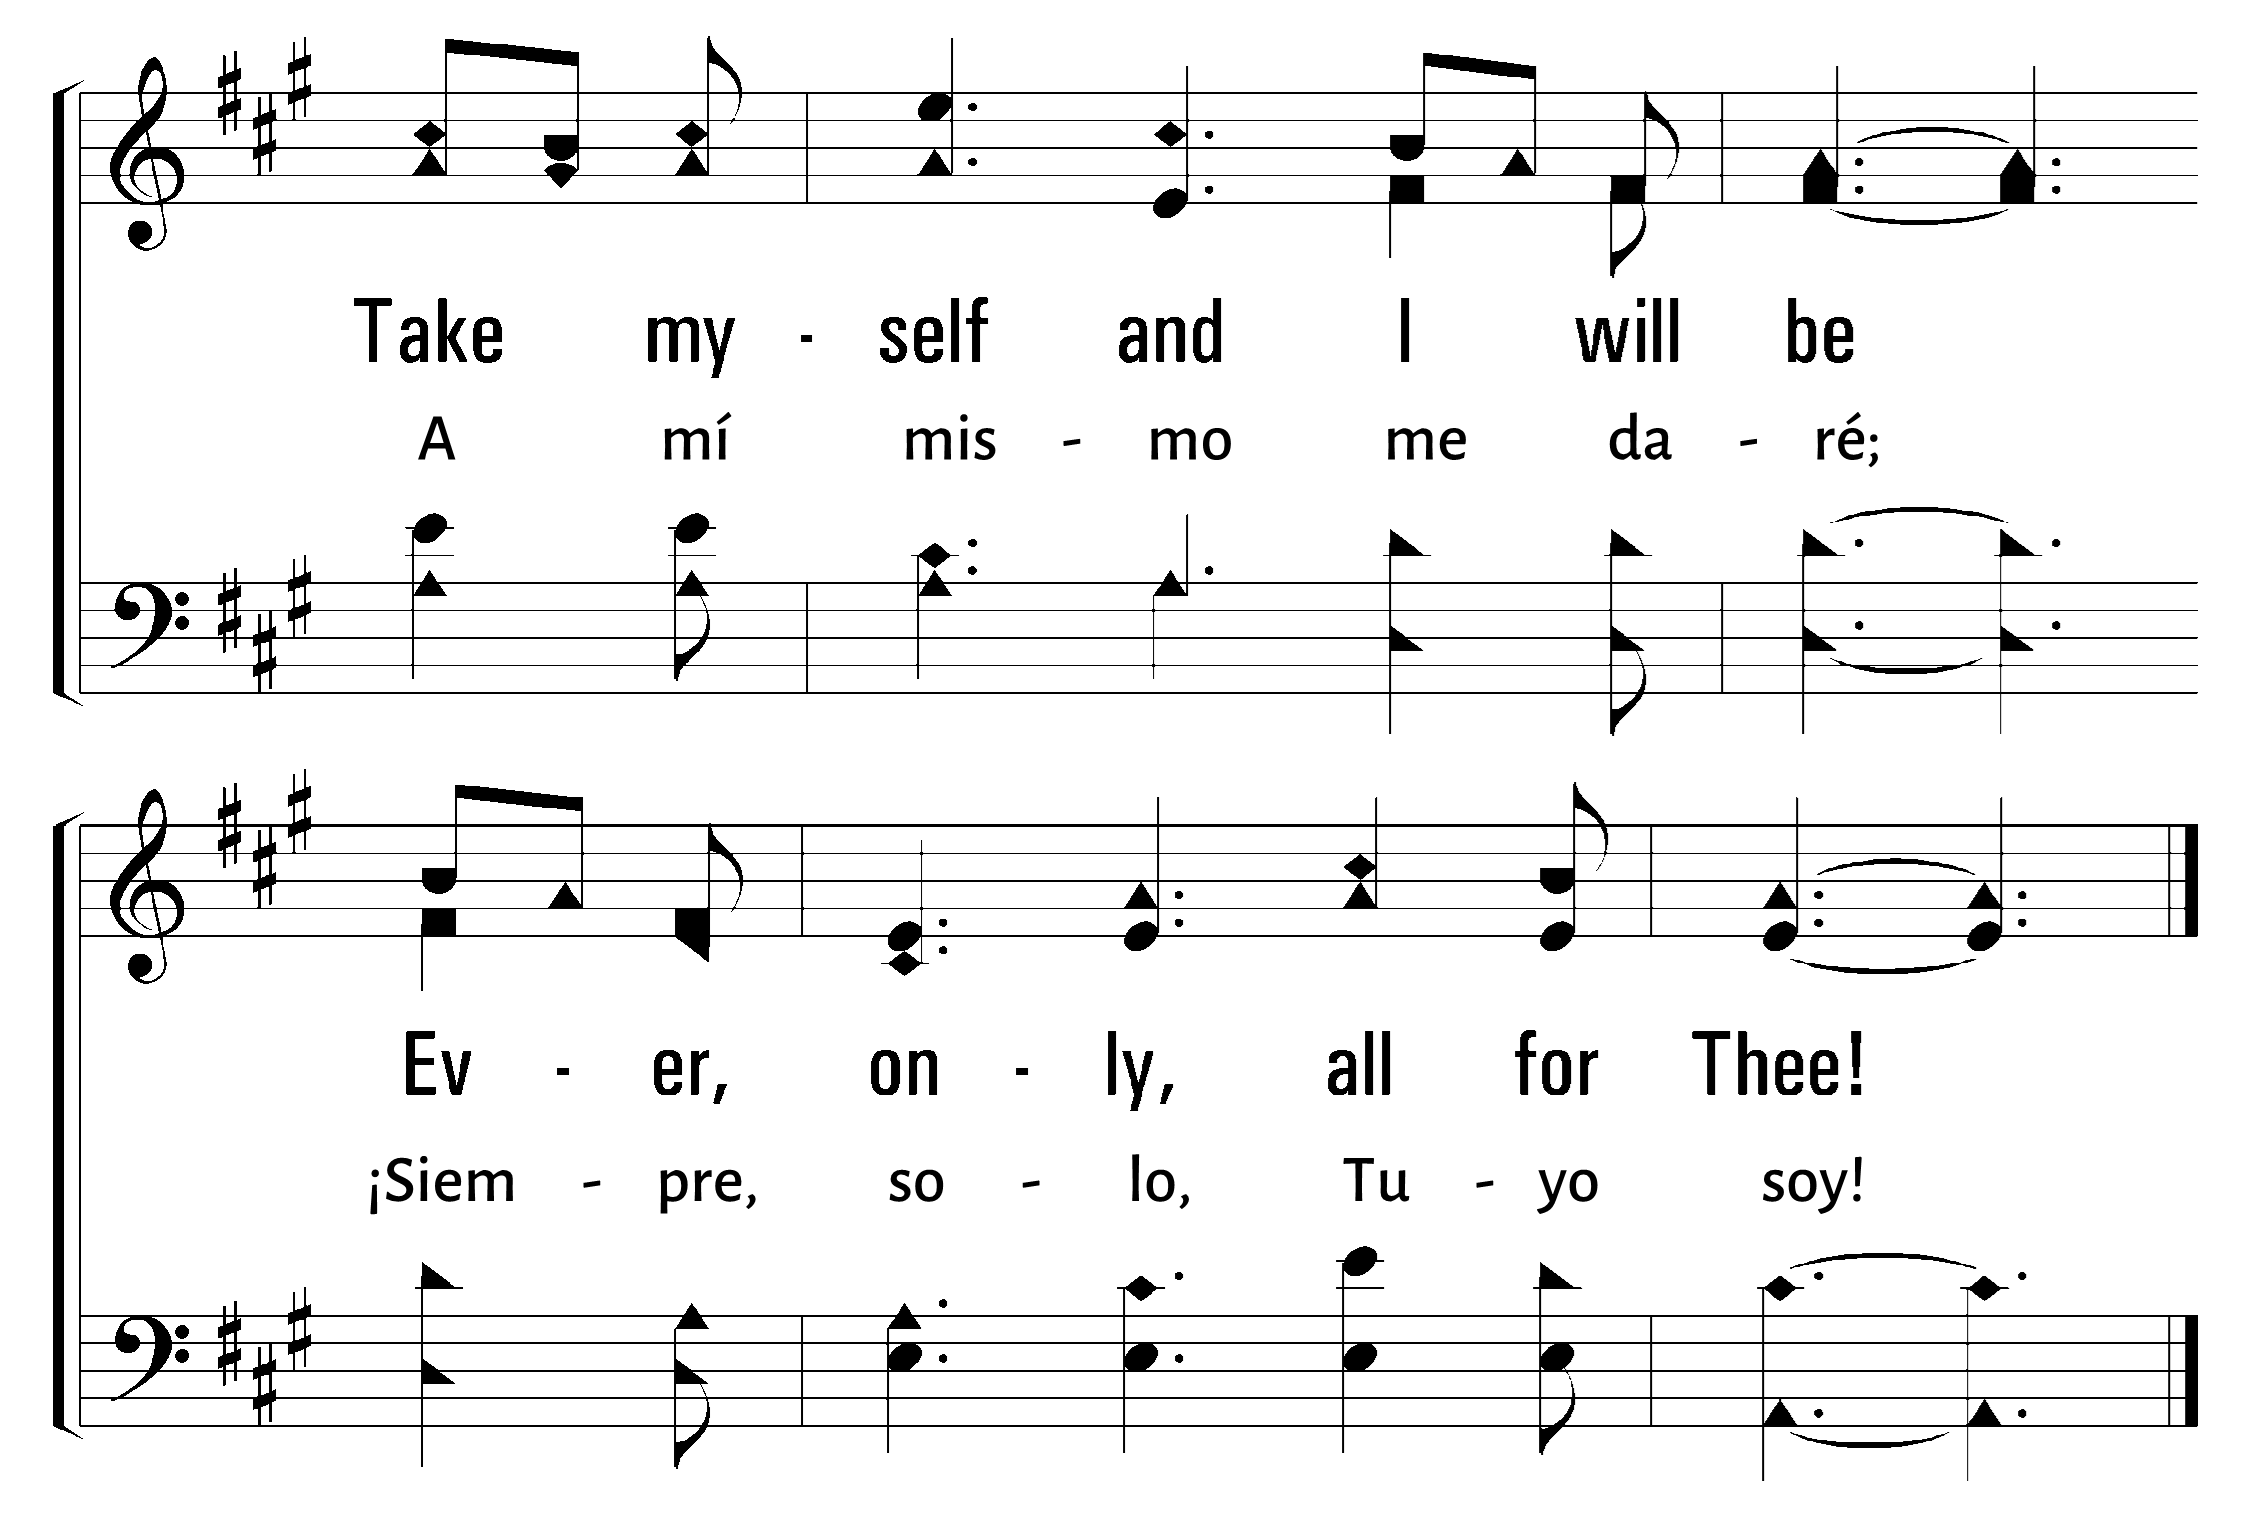 Take my - self and I will be
A mí mis - mo me da - ré;
Ev - er, on - ly, all for Thee!
¡Siem - pre, so - lo, Tu - yo soy!